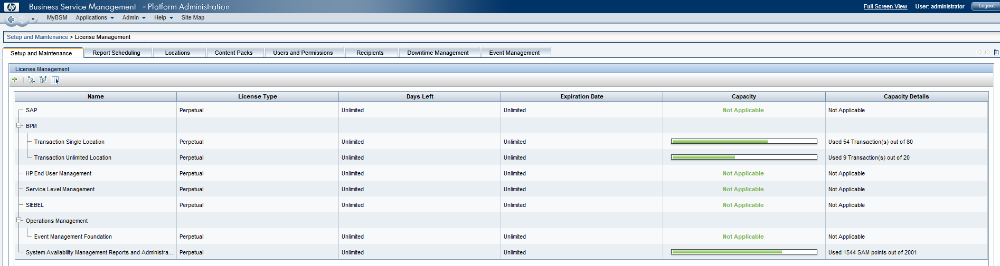 hp Business Service Management - Platform Administration Full Screen View User: administrator Logout
MyBSM Applications Admin Help Site Map
Setup and Maintenance > License Management
Setup and Maintenance Report Scheduling Locations Content Packs Users and Permissions Recipients Downtime Management Event Management
License Management
Name License Type Days Left Expiration Date Capacity Capacity Details
SAP Perpetual Unlimited Unlimited Not Applicable Not Applicable
BPM
Transaction Single Location Perpetual Unlimited Unlimited Used 54 Transaction(s) out of 80
Transaction Unlimited Location Perpetual Unlimited Unlimited Used 9 Transaction(s) out of 20
HP End User Management Perpetual Unlimited Unlimited Not Applicable Not Applicable
Service Level Management Perpetual Unlimited Unlimited Not Applicable Not Applicable
SIEBEL Perpetual Unlimited Unlimited Not Applicable Not Applicable
Operations Management
Event Management Foundation Perpetual Unlimited Unlimited Not Applicable Not Applicable
System Availability Management Reports and Administra... Perpetual Unlimited Unlimited Used 1544 SAM points out of 2001